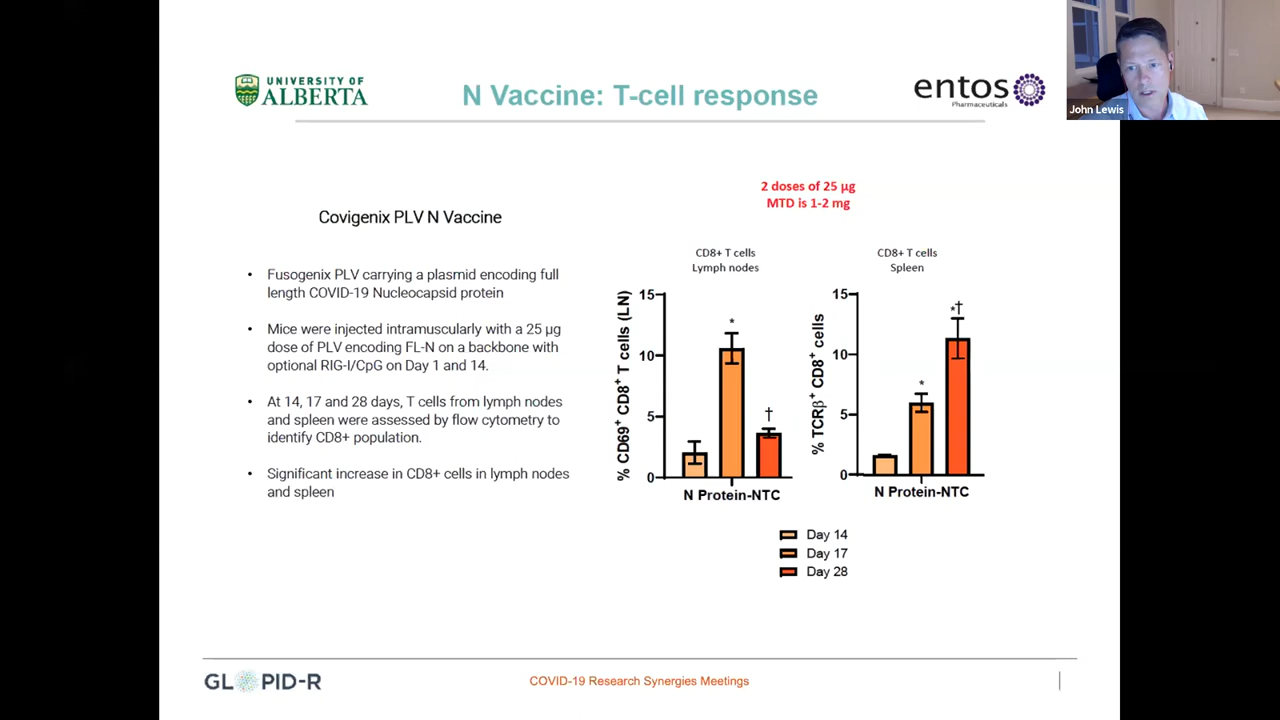 John Lewis
UNIVERSITY OF
ALBERTA
N Vaccine: T-cell response
entos
Pharmaceuticals
2 doses of 25 µg
MTD is 1-2 mg
Covigenix PLV N Vaccine
• Fusogenix PLV carrying a plasmid encoding full
length COVID-19 Nucleocapsid protein
• Mice were injected intramuscularly with a 25 µg
dose of PLV encoding FL-N on a backbone with
optional RIG-I/CpG on Day 1 and 14.
• At 14, 17 and 28 days, T cells from lymph nodes
and spleen were assessed by flow cytometry to
identify CD8+ population.
• Significant increase in CD8+ cells in lymph nodes
and spleen
CD8+ T cells
Lymph nodes
% CD69⁺ CD8⁺ T cells (LN)
15
10
5
0
*
†
N Protein-NTC
CD8+ T cells
Spleen
% TCRβ⁺ CD8⁺ cells
15
10
5
0
*
*†
N Protein-NTC
Day 14
Day 17
Day 28
GLOPID-R
COVID-19 Research Synergies Meetings